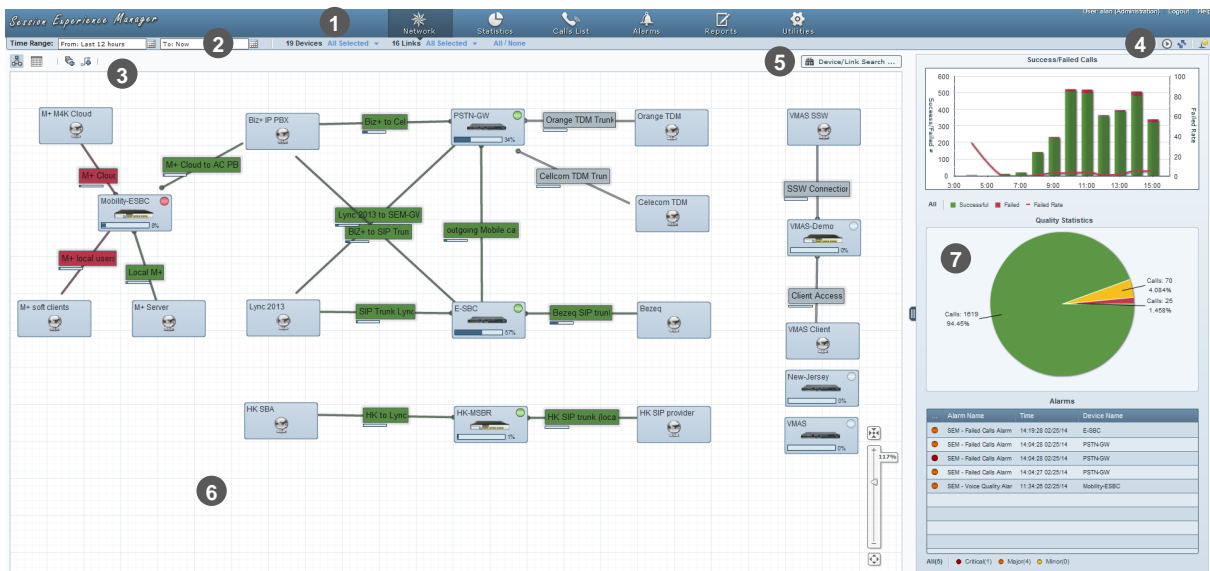 Session Experience Manager
1
Network
Statistics
Calls List
Alarms
Reports
Utilities
User: alan (Administration) Logout Help
Time Range: From: Last 12 hours To: Now
2
19 Devices All Selected
16 Links All Selected
All / None
3
4
5
Device/Link Search ...
M+ M4K Cloud
Biz+ IP PBX
Biz+ to Cel
PSTN-GW
34%
Orange TDM Trunk
Orange TDM
VMAS SSW
M+ Cloud to AC PB
M+ Clou
Cellcom TDM Trun
SSW Connection
Mobility-ESBC
8%
Celecom TDM
Lync 2013 to SEM-GW
BIZ+ to SIP Trun
outgoing Mobile ca
VMAS-Demo
0%
M+ local users
Local M+
Client Access
M+ soft clients
M+ Server
Lync 2013
SIP Trunk Lync
E-SBC
57%
Bezeq SIP trunk
Bezeq
VMAS Client
New-Jersey
0%
HK SBA
HK to Lync
HK-MSBR
1%
HK SIP trunk (loca
HK SIP provider
VMAS
0%
117%
6
Success/Failed Calls
Success/Failed #
600
500
400
300
200
100
0
100
80
60
40
20
0
Failed Rate
3:00 5:00 7:00 9:00 11:00 13:00 15:00
All Successful Failed Failed Rate
Quality Statistics
7
Calls: 70
4.084%
Calls: 25
1.458%
Calls: 1619
94.45%
Alarms
Alarm Name Time Device Name
SEM - Failed Calls Alarm 14:19:28 02/25/14 E-SBC
SEM - Failed Calls Alarm 14:04:28 02/25/14 PSTN-GW
SEM - Failed Calls Alarm 14:04:28 02/25/14 PSTN-GW
SEM - Failed Calls Alarm 14:04:27 02/25/14 PSTN-GW
SEM - Voice Quality Alar 11:34:26 02/25/14 Mobility-ESBC
All(5) Critical(1) Major(4) Minor(0)